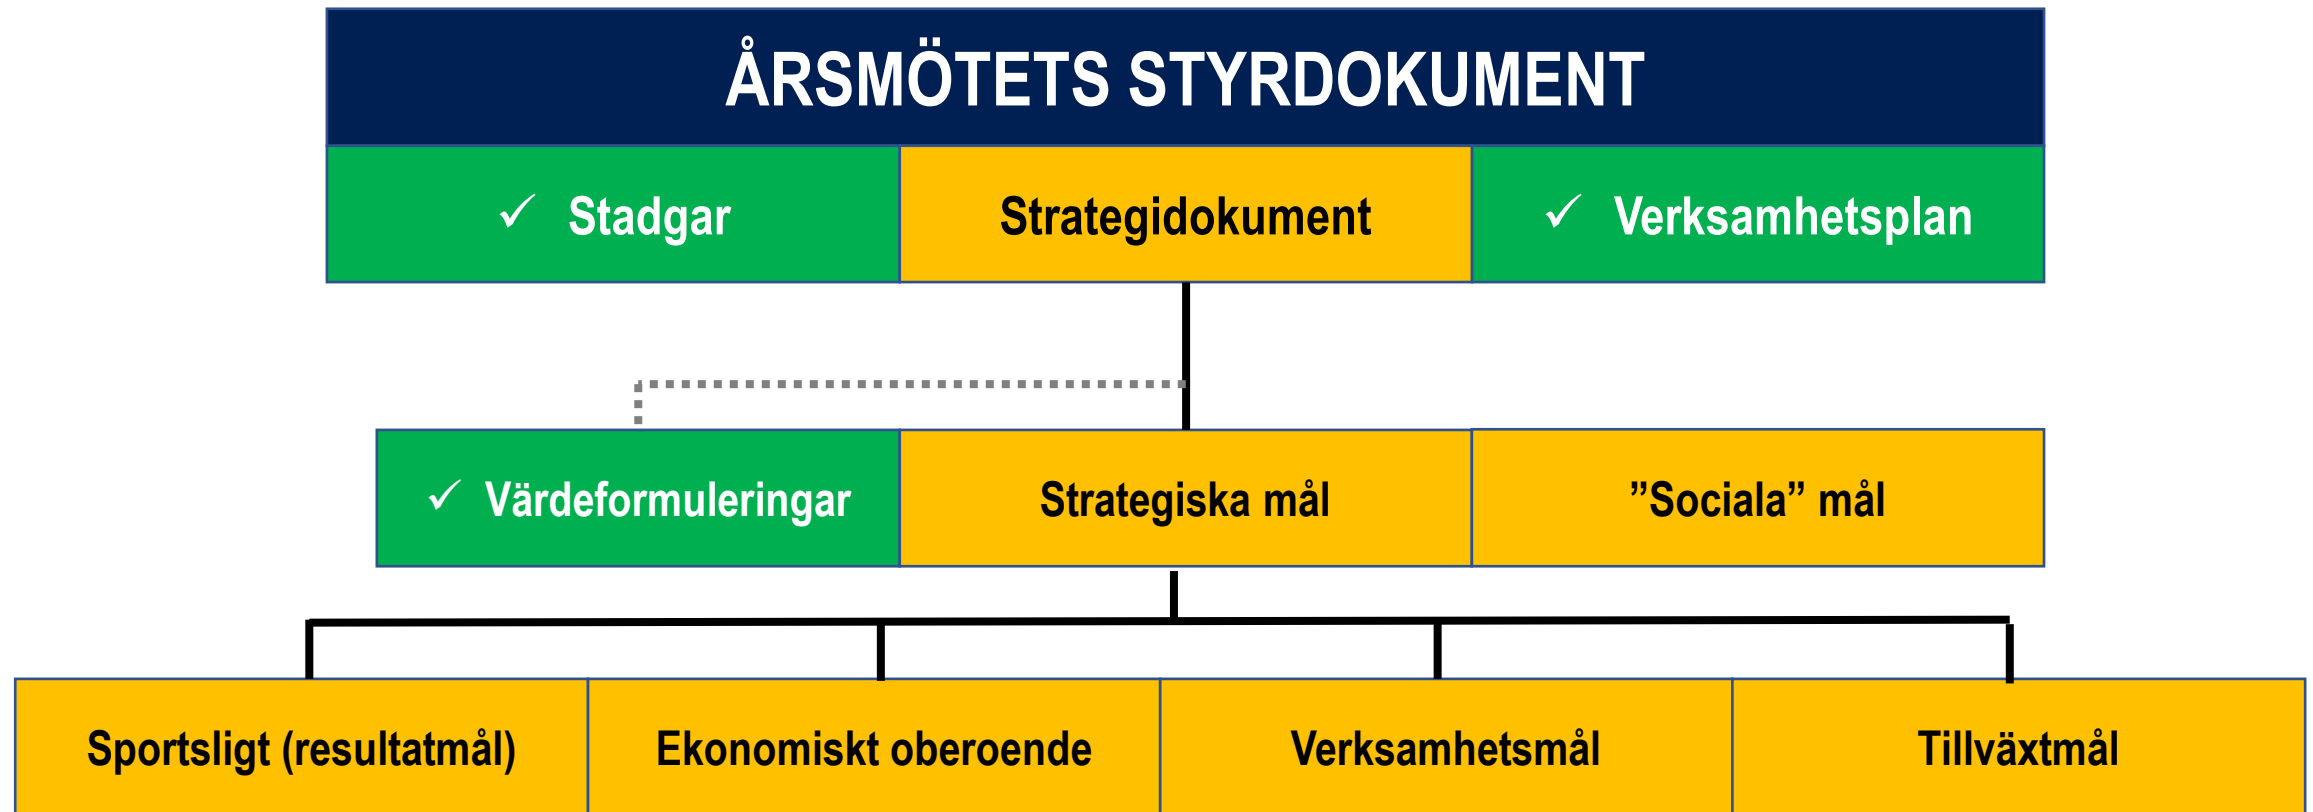 ÅRSMÖTETS STYRDOKUMENT
✓ Stadgar
Strategidokument
✓ Verksamhetsplan
✓ Värdeformuleringar
Strategiska mål
”Sociala” mål
Sportsligt (resultatmål)
Ekonomiskt oberoende
Verksamhetsmål
Tillväxtmål